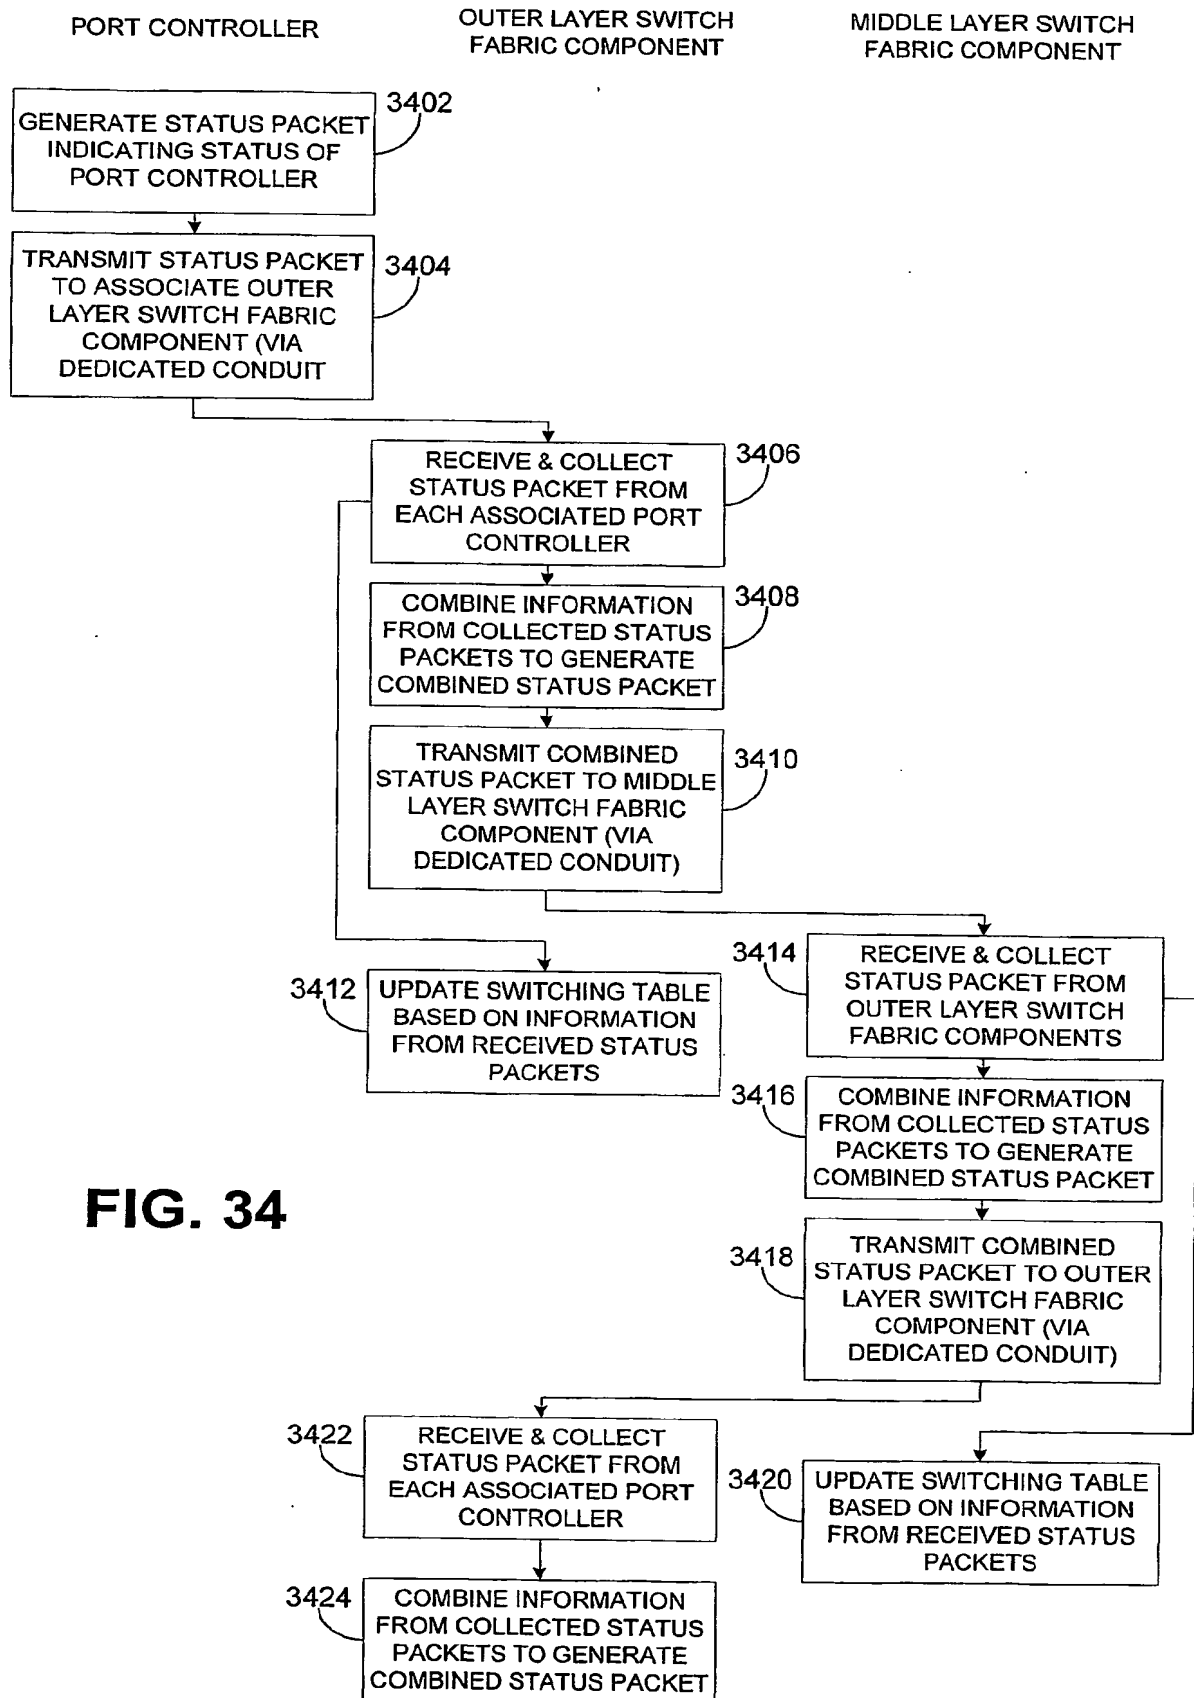 PORT CONTROLLER
OUTER LAYER SWITCH
FABRIC COMPONENT
MIDDLE LAYER SWITCH
FABRIC COMPONENT
3402
GENERATE STATUS PACKET
INDICATING STATUS OF
PORT CONTROLLER
3404
TRANSMIT STATUS PACKET
TO ASSOCIATE OUTER
LAYER SWITCH FABRIC
COMPONENT (VIA
DEDICATED CONDUIT
3406
RECEIVE & COLLECT
STATUS PACKET FROM
EACH ASSOCIATED PORT
CONTROLLER
3408
COMBINE INFORMATION
FROM COLLECTED STATUS
PACKETS TO GENERATE
COMBINED STATUS PACKET
3410
TRANSMIT COMBINED
STATUS PACKET TO MIDDLE
LAYER SWITCH FABRIC
COMPONENT (VIA
DEDICATED CONDUIT)
3412
UPDATE SWITCHING TABLE
BASED ON INFORMATION
FROM RECEIVED STATUS
PACKETS
3414
RECEIVE & COLLECT
STATUS PACKET FROM
OUTER LAYER SWITCH
FABRIC COMPONENTS
3416
COMBINE INFORMATION
FROM COLLECTED STATUS
PACKETS TO GENERATE
COMBINED STATUS PACKET
FIG. 34
3418
TRANSMIT COMBINED
STATUS PACKET TO OUTER
LAYER SWITCH FABRIC
COMPONENT (VIA
DEDICATED CONDUIT)
3422
RECEIVE & COLLECT
STATUS PACKET FROM
EACH ASSOCIATED PORT
CONTROLLER
3420
UPDATE SWITCHING TABLE
BASED ON INFORMATION
FROM RECEIVED STATUS
PACKETS
3424
COMBINE INFORMATION
FROM COLLECTED STATUS
PACKETS TO GENERATE
COMBINED STATUS PACKET